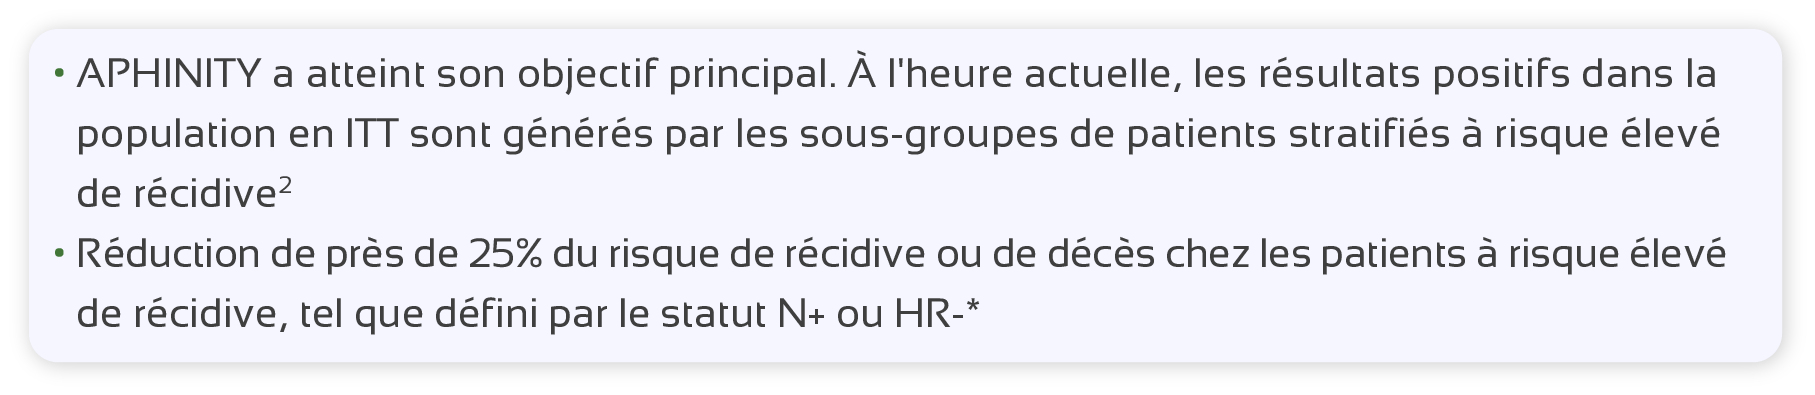 • APHINITY a atteint son objectif principal. À l'heure actuelle, les résultats positifs dans la
population en ITT sont générés par les sous-groupes de patients stratifiés à risque élevé
de récidive²
• Réduction de près de 25% du risque de récidive ou de décès chez les patients à risque élevé
de récidive, tel que défini par le statut N+ ou HR-*